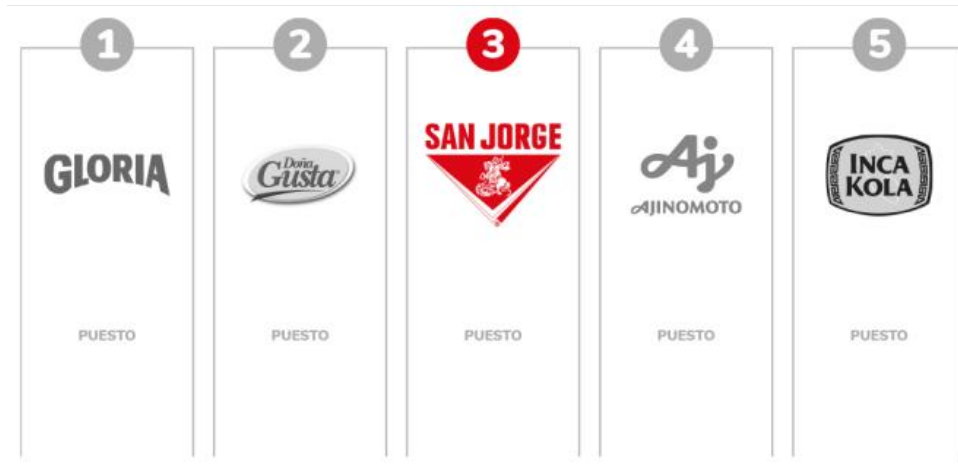 1
2
3
4
5
GLORIA
Doña
Gusta
SAN JORGE
Aj
AJINOMOTO
INCA
KOLA
PUESTO
PUESTO
PUESTO
PUESTO
PUESTO